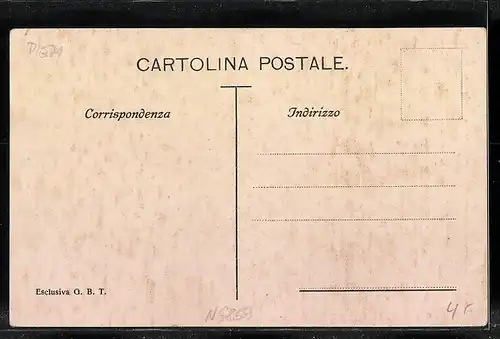 CARTOLINA POSTALE.
Corrispondenza
Indirizzo
Esclusiva G. B. T.